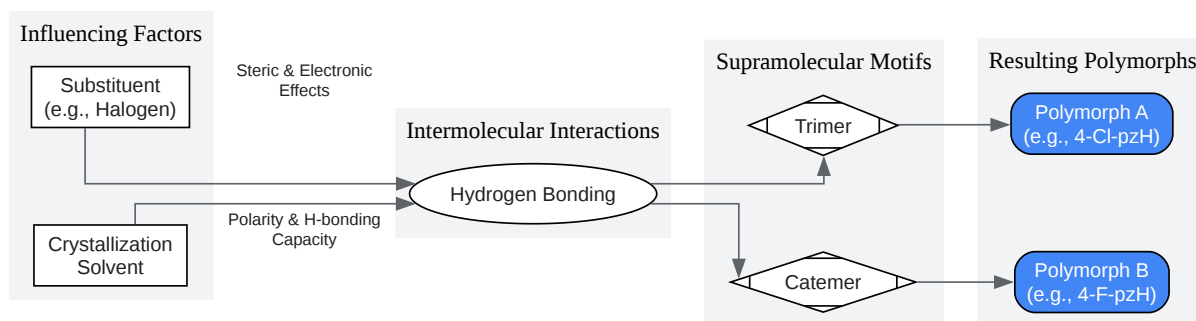 Influencing Factors
Substituent
(e.g., Halogen)
Crystallization
Solvent
Steric & Electronic
Effects
Polarity & H-bonding
Capacity
Intermolecular Interactions
Hydrogen Bonding
Supramolecular Motifs
Trimer
Catemer
Resulting Polymorphs
Polymorph A
(e.g., 4-Cl-pzH)
Polymorph B
(e.g., 4-F-pzH)